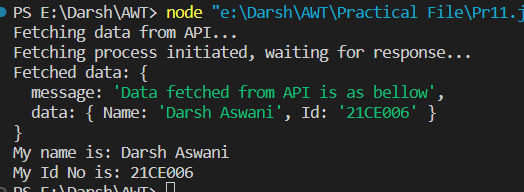 PS E:\Darsh\AWT> node "e:\Darsh\AWT\Practical File\Pr11.j
Fetching data from API...
Fetching process initiated, waiting for response...
Fetched data: {
  message: 'Data fetched from API is as bellow',
  data: { Name: 'Darsh Aswani', Id: '21CE006' }
}
My name is: Darsh Aswani
My Id No is: 21CE006
PS E:\Darsh\AWT>